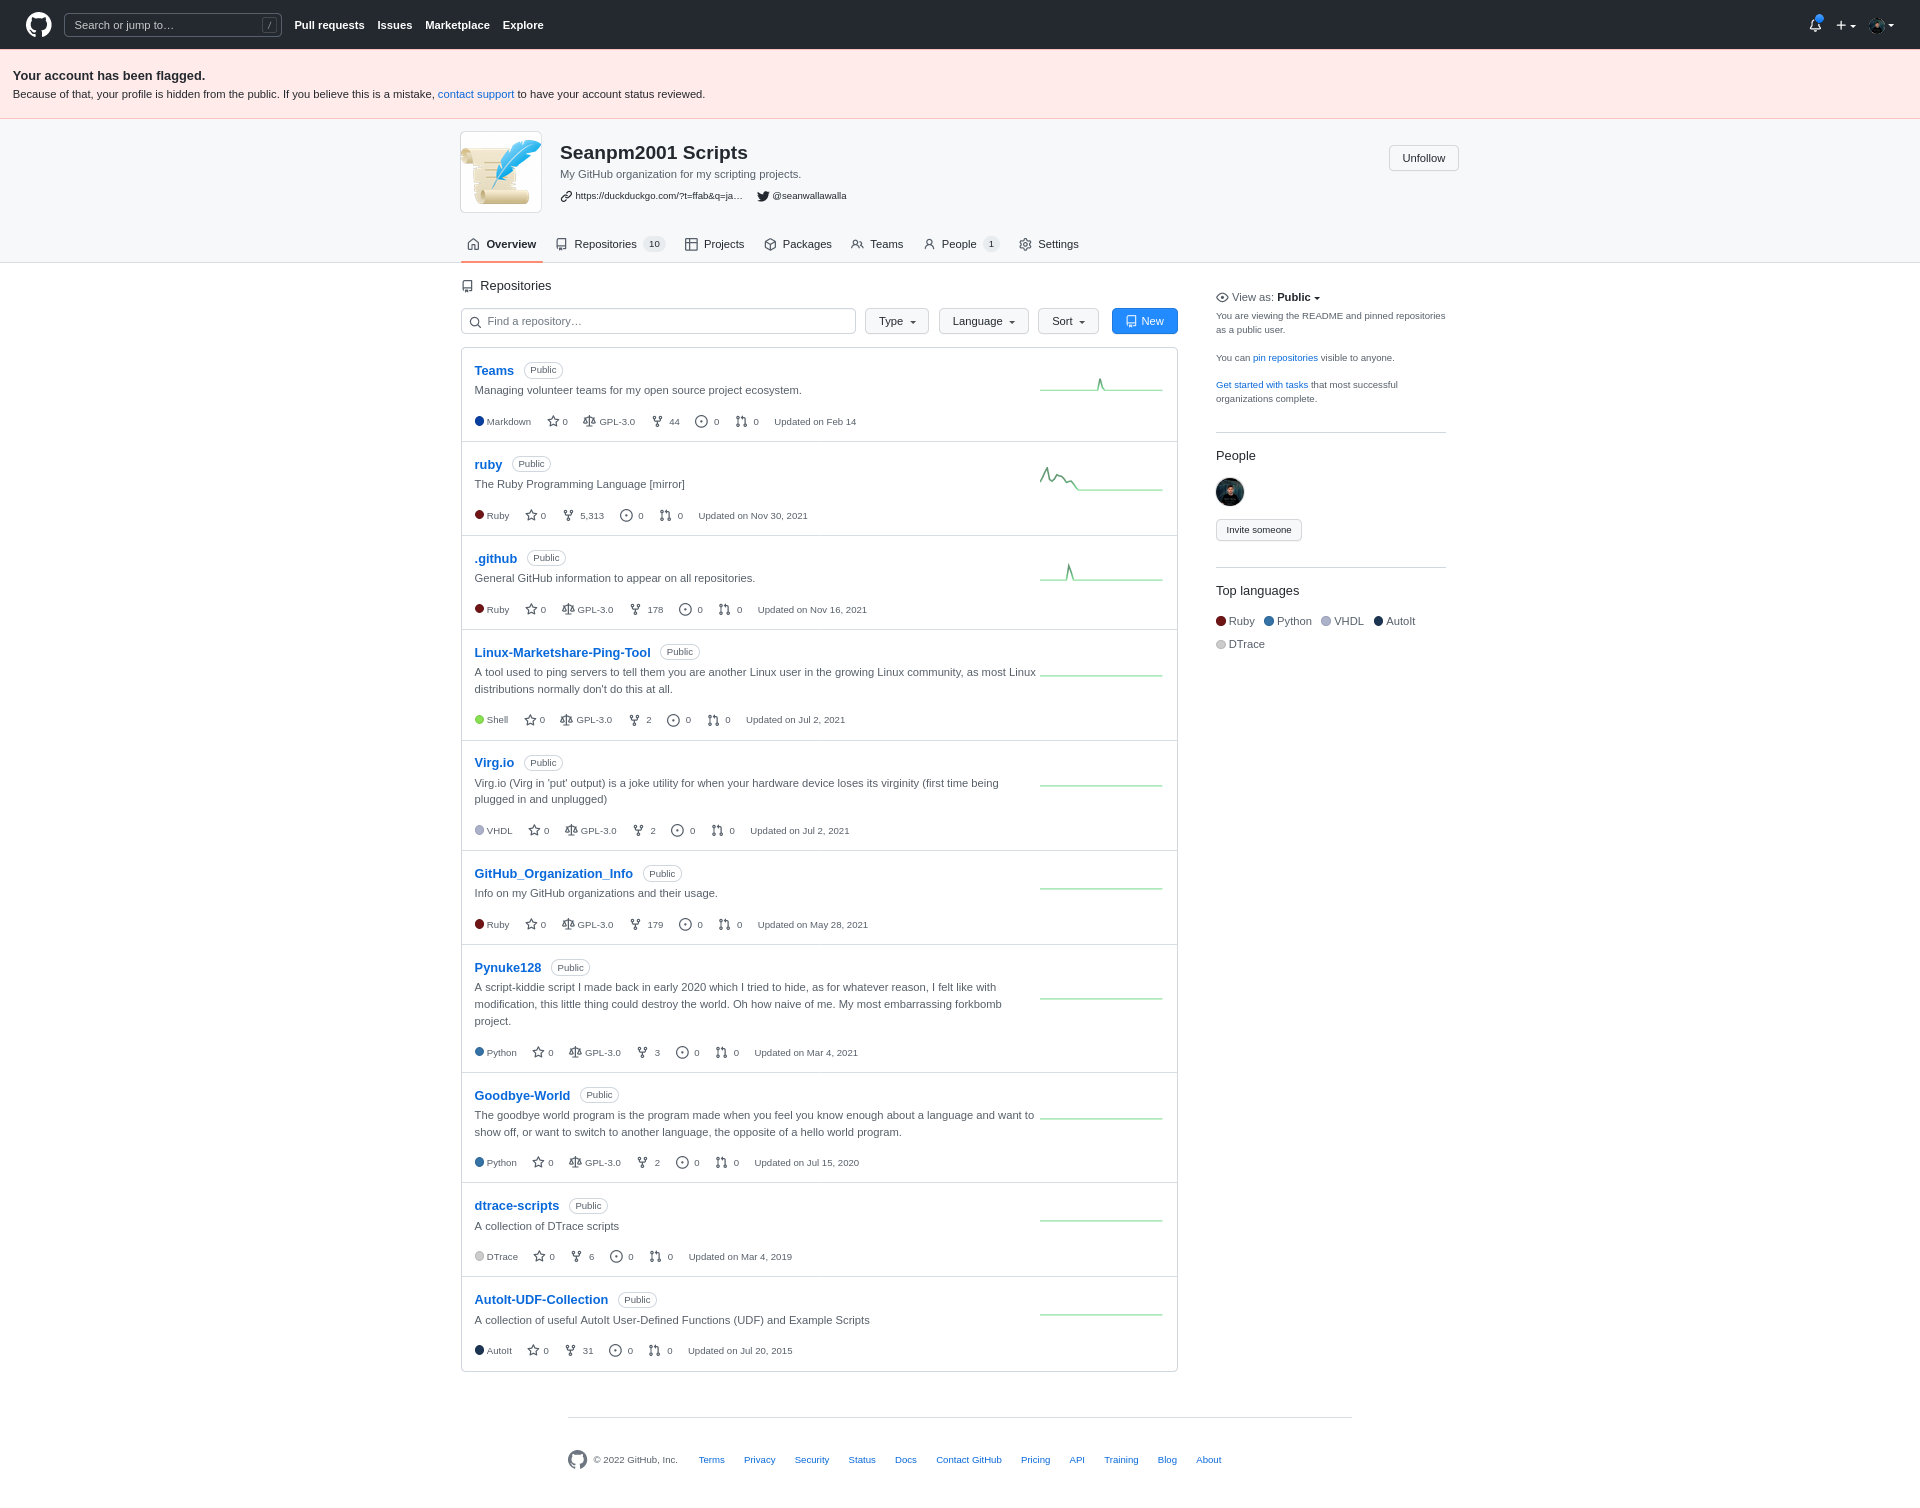 Search or jump to… /
Pull requests Issues Marketplace Explore
Your account has been flagged.
Because of that, your profile is hidden from the public. If you believe this is a mistake, contact support to have your account status reviewed.
Seanpm2001 Scripts
My GitHub organization for my scripting projects.
https://duckduckgo.com/?t=ffab&q=ja… @seanwallawalla
Unfollow
Overview Repositories 10 Projects Packages Teams People 1 Settings
Repositories
Find a repository…
Type Language Sort New
Teams Public
Managing volunteer teams for my open source project ecosystem.
Markdown 0 GPL-3.0 44 0 0 Updated on Feb 14
ruby Public
The Ruby Programming Language [mirror]
Ruby 0 5,313 0 0 Updated on Nov 30, 2021
.github Public
General GitHub information to appear on all repositories.
Ruby 0 GPL-3.0 178 0 0 Updated on Nov 16, 2021
Linux-Marketshare-Ping-Tool Public
A tool used to ping servers to tell them you are another Linux user in the growing Linux community, as most Linux
distributions normally don't do this at all.
Shell 0 GPL-3.0 2 0 0 Updated on Jul 2, 2021
Virg.io Public
Virg.io (Virg in 'put' output) is a joke utility for when your hardware device loses its virginity (first time being
plugged in and unplugged)
VHDL 0 GPL-3.0 2 0 0 Updated on Jul 2, 2021
GitHub_Organization_Info Public
Info on my GitHub organizations and their usage.
Ruby 0 GPL-3.0 179 0 0 Updated on May 28, 2021
Pynuke128 Public
A script-kiddie script I made back in early 2020 which I tried to hide, as for whatever reason, I felt like with
modification, this little thing could destroy the world. Oh how naive of me. My most embarrassing forkbomb
project.
Python 0 GPL-3.0 3 0 0 Updated on Mar 4, 2021
Goodbye-World Public
The goodbye world program is the program made when you feel you know enough about a language and want to
show off, or want to switch to another language, the opposite of a hello world program.
Python 0 GPL-3.0 2 0 0 Updated on Jul 15, 2020
dtrace-scripts Public
A collection of DTrace scripts
DTrace 0 6 0 0 Updated on Mar 4, 2019
AutoIt-UDF-Collection Public
A collection of useful AutoIt User-Defined Functions (UDF) and Example Scripts
AutoIt 0 31 0 0 Updated on Jul 20, 2015
View as: Public
You are viewing the README and pinned repositories
as a public user.
You can pin repositories visible to anyone.
Get started with tasks that most successful
organizations complete.
People
Invite someone
Top languages
Ruby Python VHDL AutoIt
DTrace
© 2022 GitHub, Inc. Terms Privacy Security Status Docs Contact GitHub Pricing API Training Blog About